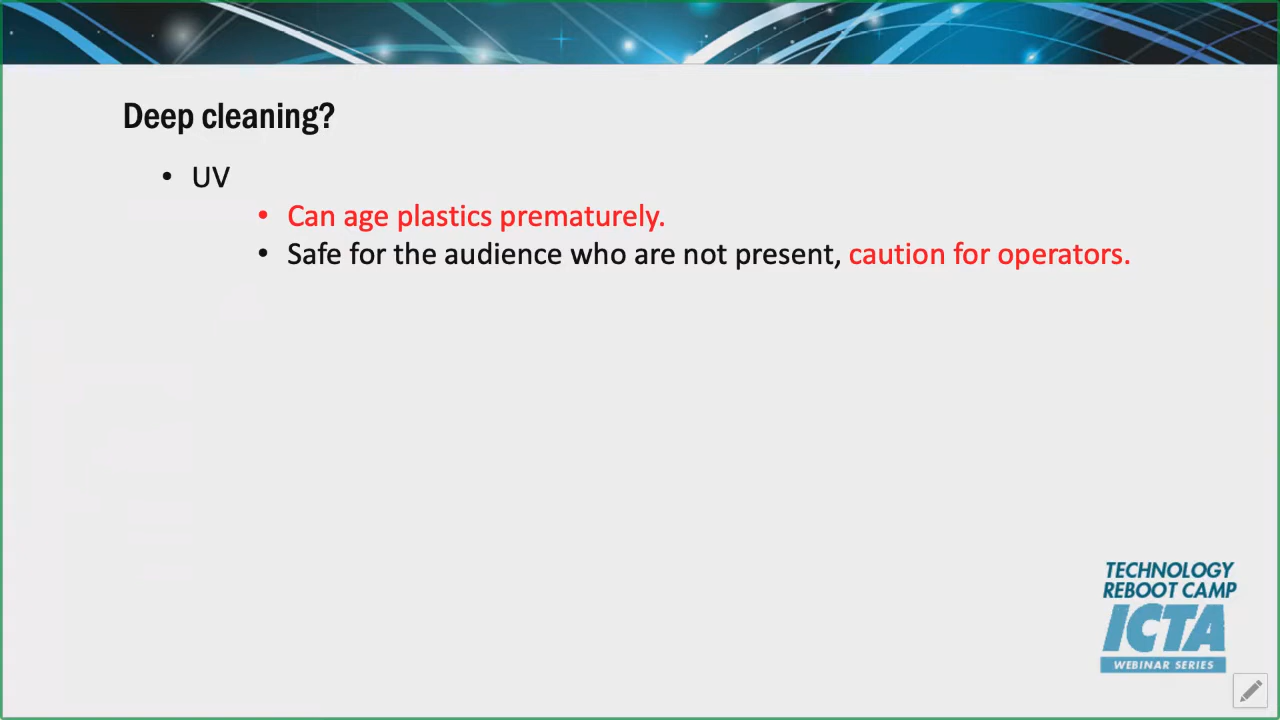 Deep cleaning?
• UV
• Can age plastics prematurely.
• Safe for the audience who are not present, caution for operators.
TECHNOLOGY
REBOOT CAMP
ICTA
WEBINAR SERIES